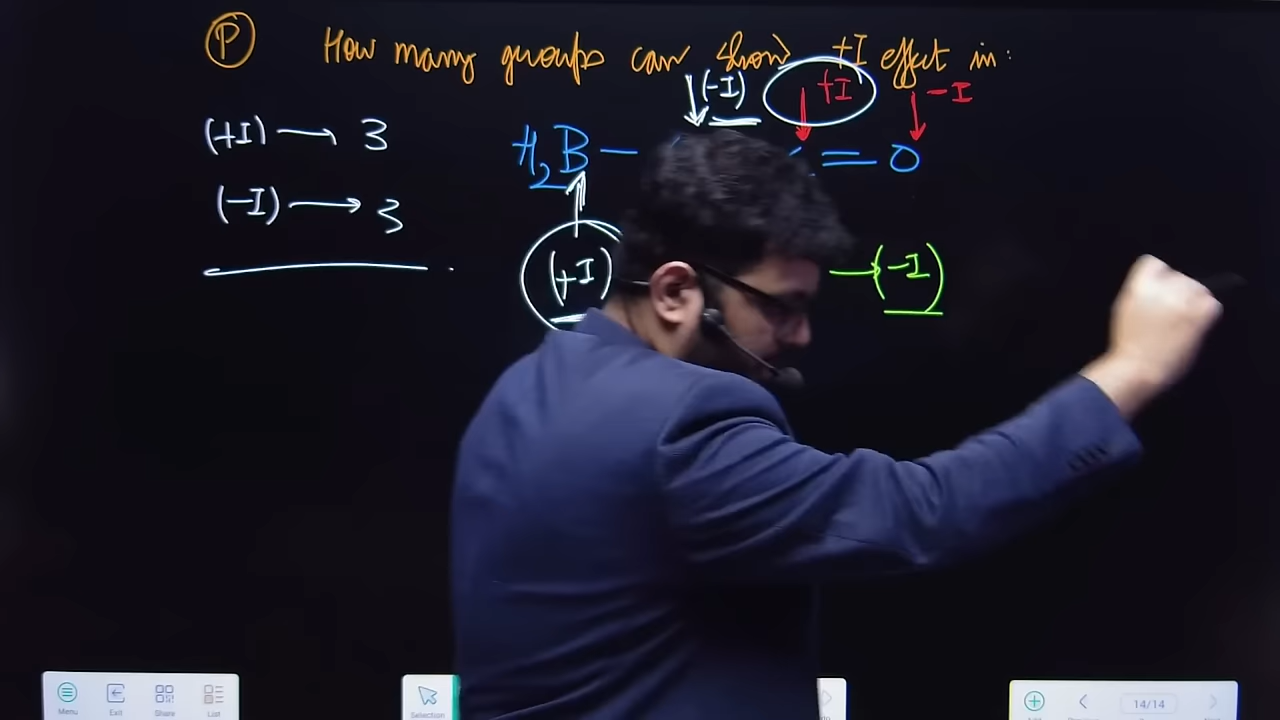 P How many groups can show +I effect in:
(-I) +I -I
(+I) → 3
H₂B — = O
(-I) → 3
(+I) → (-I)
Menu Exit Share List Selection 14/14